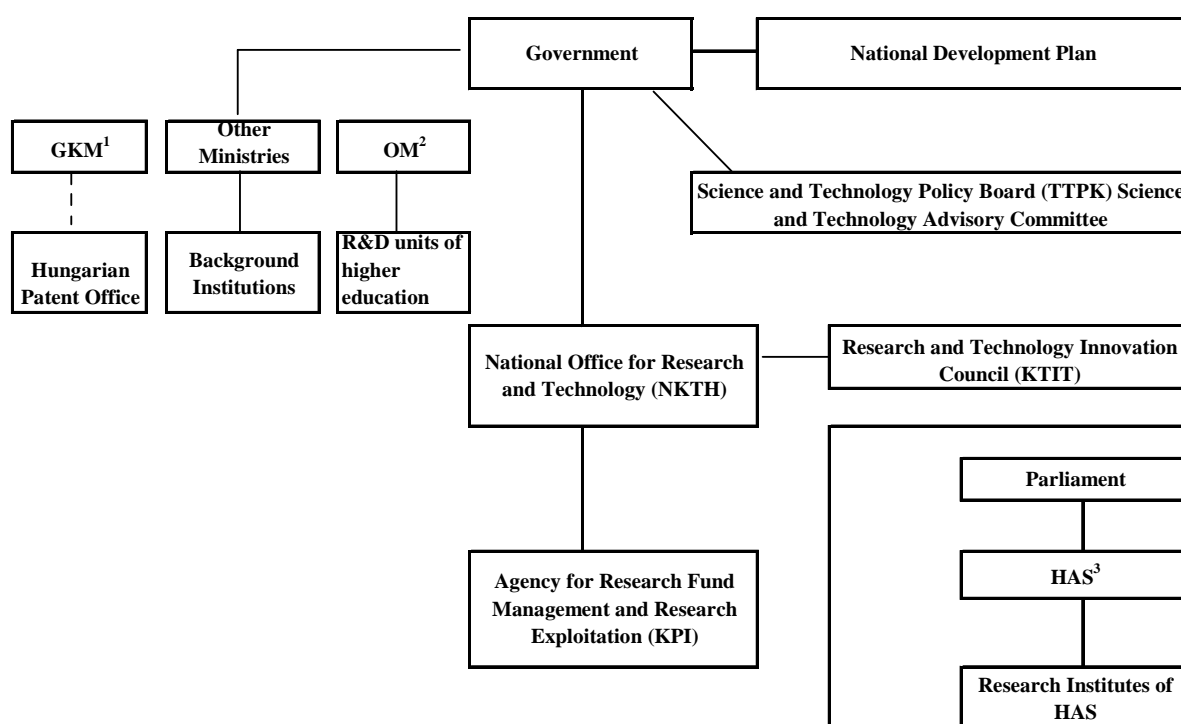 Government
National Development Plan
GKM¹
Other
Ministries
OM²
Science and Technology Policy Board (TTPK) Science
and Technology Advisory Committee
Hungarian
Patent Office
Background
Institutions
R&D units of
higher
education
National Office for Research
and Technology (NKTH)
Research and Technology Innovation
Council (KTIT)
Parliament
HAS³
Agency for Research Fund
Management and Research
Exploitation (KPI)
Research Institutes of
HAS